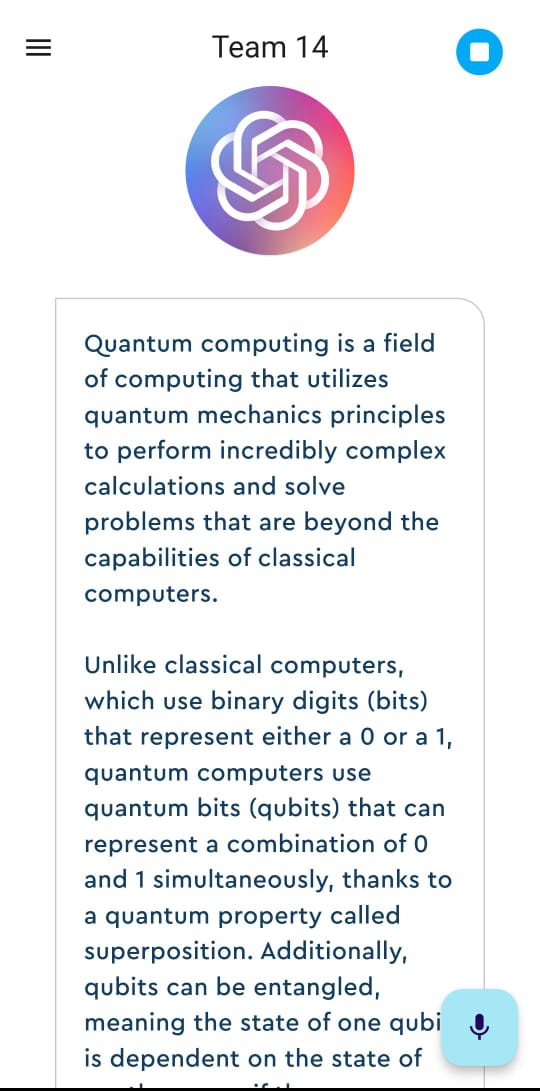 Team 14
Quantum computing is a field
of computing that utilizes
quantum mechanics principles
to perform incredibly complex
calculations and solve
problems that are beyond the
capabilities of classical
computers.
Unlike classical computers,
which use binary digits (bits)
that represent either a 0 or a 1,
quantum computers use
quantum bits (qubits) that can
represent a combination of 0
and 1 simultaneously, thanks to
a quantum property called
superposition. Additionally,
qubits can be entangled,
meaning the state of one qubi
is dependent on the state of